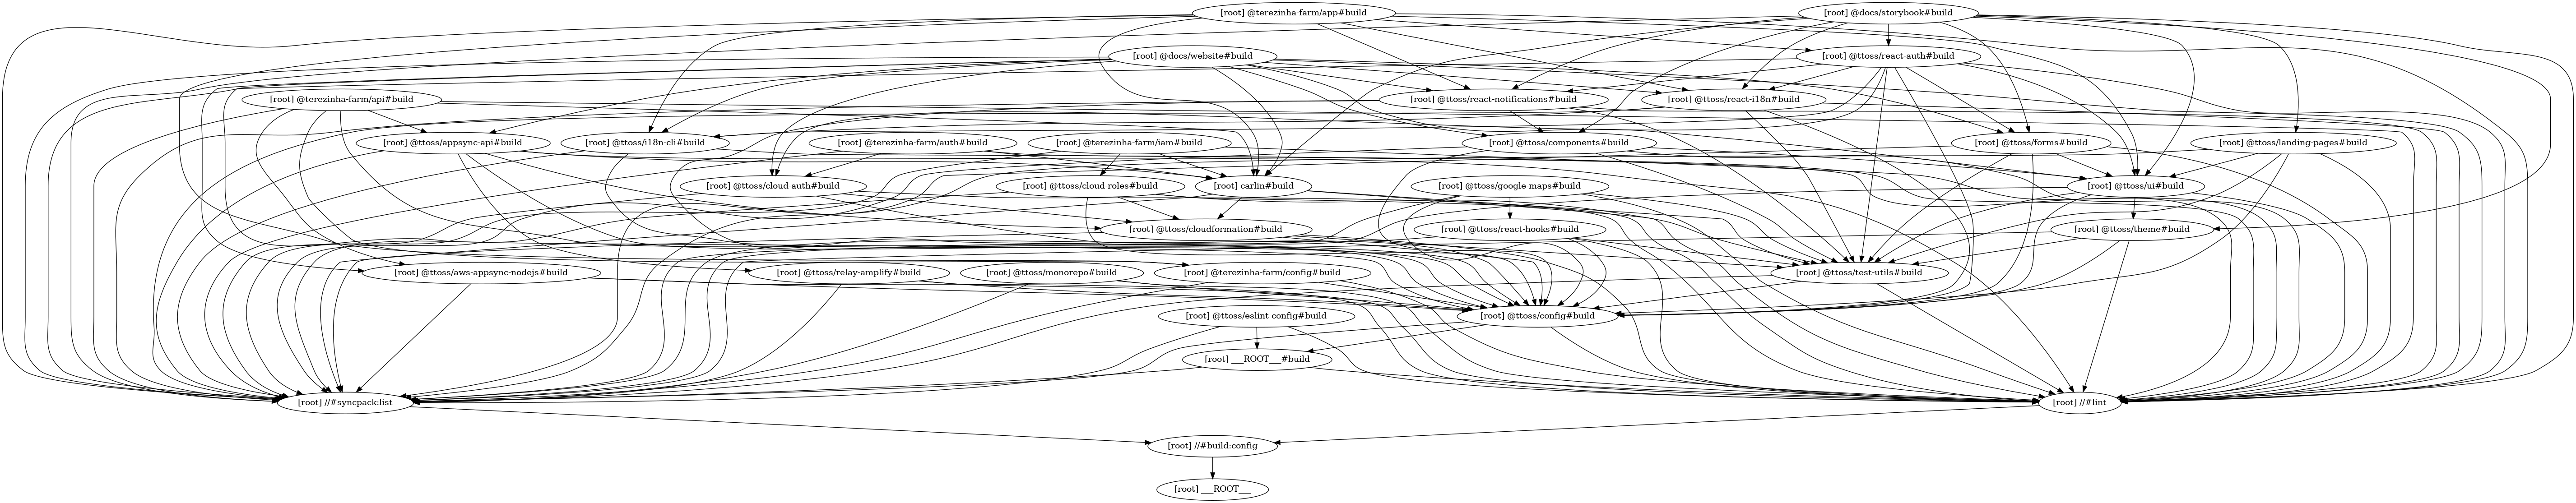 [root] @terezinha-farm/app#build
[root] @docs/storybook#build
[root] @docs/website#build
[root] @ttoss/react-auth#build
[root] @terezinha-farm/api#build
[root] @ttoss/react-notifications#build
[root] @ttoss/react-i18n#build
[root] @ttoss/appsync-api#build
[root] @ttoss/i18n-cli#build
[root] @terezinha-farm/auth#build
[root] @terezinha-farm/iam#build
[root] @ttoss/components#build
[root] @ttoss/forms#build
[root] @ttoss/landing-pages#build
[root] @ttoss/cloud-auth#build
[root] @ttoss/cloud-roles#build
[root] carlin#build
[root] @ttoss/google-maps#build
[root] @ttoss/ui#build
[root] @ttoss/cloudformation#build
[root] @ttoss/react-hooks#build
[root] @ttoss/theme#build
[root] @ttoss/aws-appsync-nodejs#build
[root] @ttoss/relay-amplify#build
[root] @ttoss/monorepo#build
[root] @terezinha-farm/config#build
[root] @ttoss/test-utils#build
[root] @ttoss/eslint-config#build
[root] @ttoss/config#build
[root] ___ROOT___#build
[root] //#syncpack:list
[root] //#lint
[root] //#build:config
[root] ___ROOT___